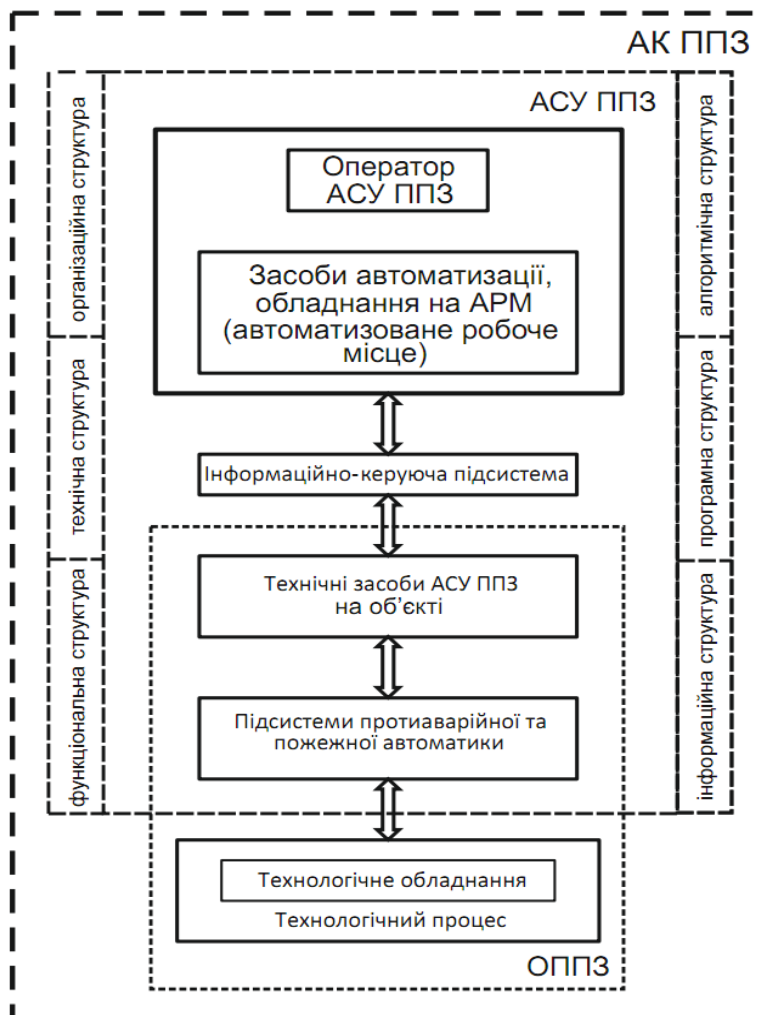 АК ППЗ
АСУ ППЗ
організаційна структура
технічна структура
функціональна структура
Оператор
АСУ ППЗ
Засоби автоматизації,
обладнання на АРМ
(автоматизоване робоче
місце)
Інформаційно-керуюча підсистема
Технічні засоби АСУ ППЗ
на об’єкті
Підсистеми протиаварійної та
пожежної автоматики
Технологічне обладнання
Технологічний процес
ОППЗ
алгоритмічна структура
програмна структура
інформаційна структура